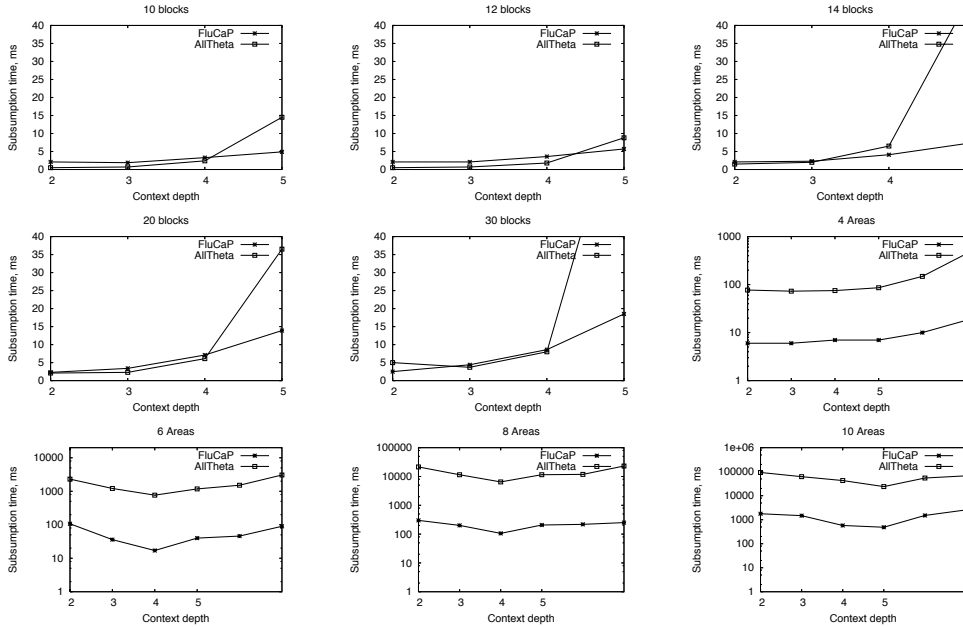 10 blocks
Subsumption time, ms
40
35
30
25
20
15
10
5
0
FluCaP
AllTheta
2 3 4 5
Context depth
12 blocks
Subsumption time, ms
40
35
30
25
20
15
10
5
0
FluCaP
AllTheta
2 3 4 5
Context depth
14 blocks
Subsumption time, ms
40
35
30
25
20
15
10
5
0
FluCaP
AllTheta
2 3 4
Context depth
20 blocks
Subsumption time, ms
40
35
30
25
20
15
10
5
0
FluCaP
AllTheta
2 3 4 5
Context depth
30 blocks
Subsumption time, ms
40
35
30
25
20
15
10
5
0
FluCaP
AllTheta
2 3 4 5
Context depth
4 Areas
Subsumption time, ms
1000
100
10
1
FluCaP
AllTheta
2 3 4 5
Context depth
6 Areas
Subsumption time, ms
10000
1000
100
10
1
FluCaP
AllTheta
2 3 4 5
Context depth
8 Areas
Subsumption time, ms
100000
10000
1000
100
10
1
FluCaP
AllTheta
2 3 4 5
Context depth
10 Areas
Subsumption time, ms
1e+06
100000
10000
1000
100
10
1
FluCaP
AllTheta
2 3 4 5
Context depth